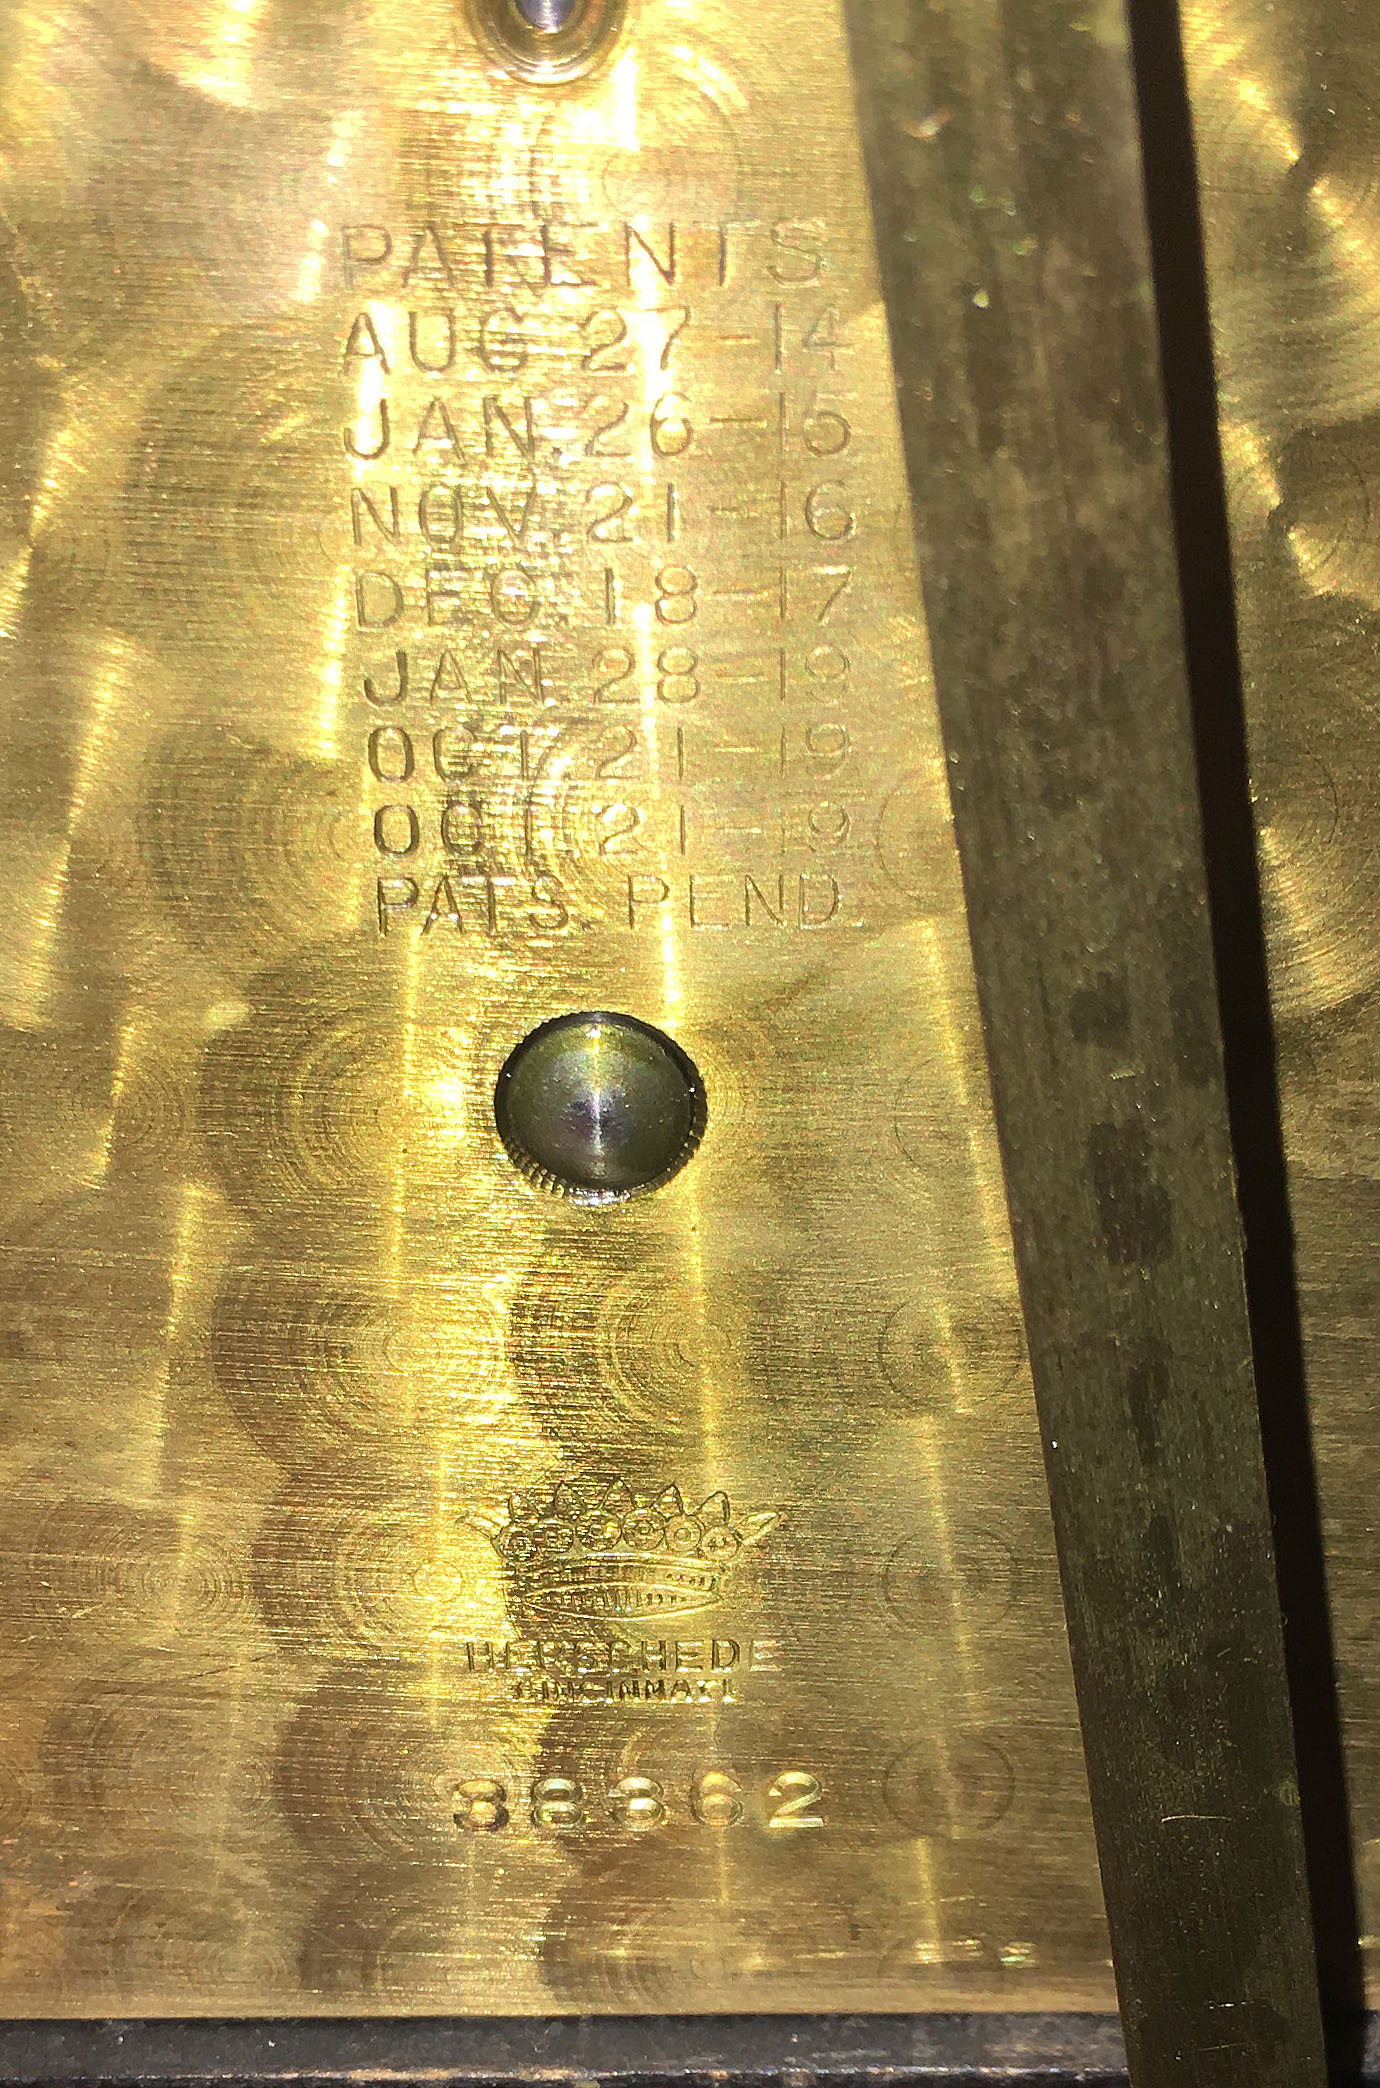 PATENTS
AUG. 27-14
JAN. 26-15
NOV. 21-16
DEC. 18-17
JAN. 28-19
OCT. 21-19
OCT. 21-19
PATS. PEND.
HERSCHEDE
CINCINNATI
38362